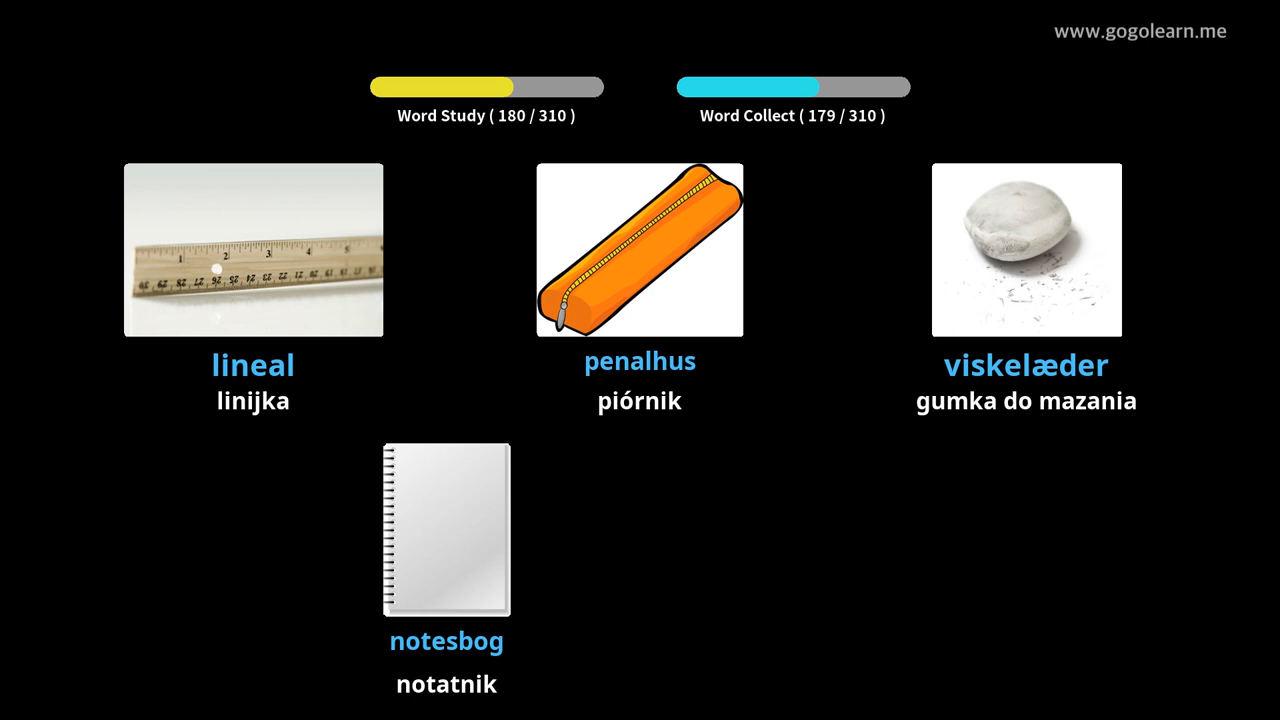 www.gogolearn.me
Word Study ( 180 / 310 )
Word Collect ( 179 / 310 )
lineal
linijka
penalhus
piórnik
viskelæder
gumka do mazania
notesbog
notatnik